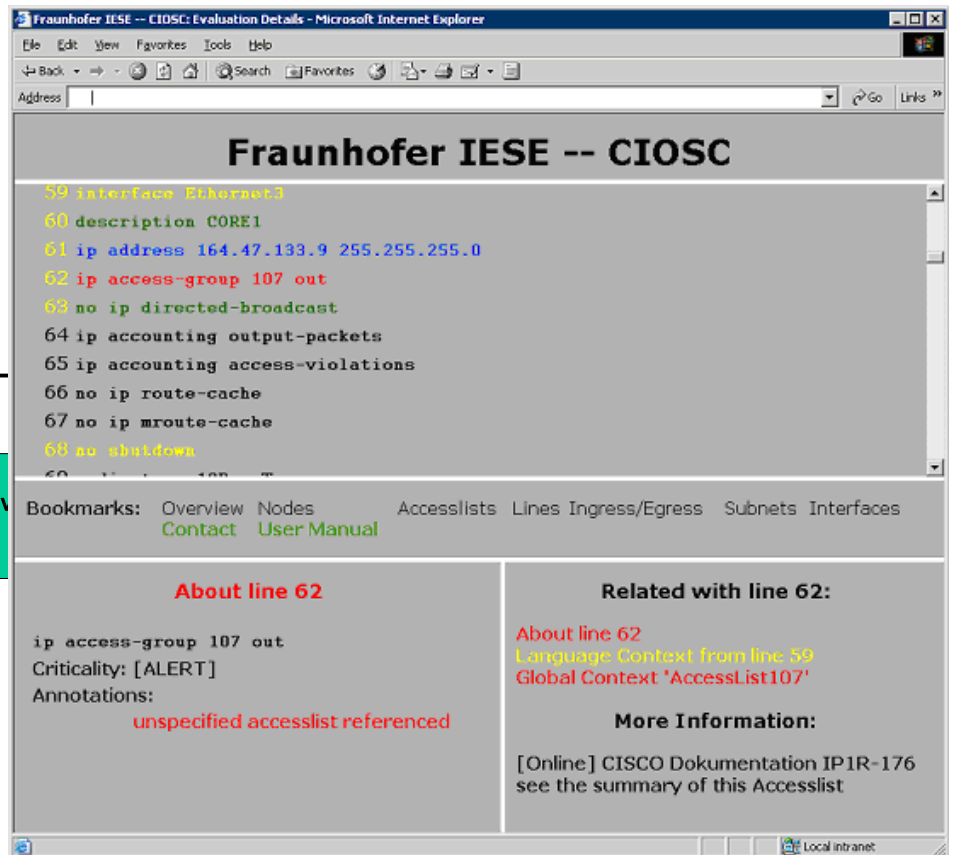 Fraunhofer IESE -- CIOSC: Evaluation Details - Microsoft Internet Explorer
File Edit View Favorites Tools Help
Back Search Favorites
Address Go Links »
Fraunhofer IESE -- CIOSC
59 interface Ethernet3
60 description CORE1
61 ip address 164.47.133.9 255.255.255.0
62 ip access-group 107 out
63 no ip directed-broadcast
64 ip accounting output-packets
65 ip accounting access-violations
66 no ip route-cache
67 no ip mroute-cache
68 no shutdown
Bookmarks: Overview Nodes Accesslists Lines Ingress/Egress Subnets Interfaces
Contact User Manual
About line 62
ip access-group 107 out
Criticality: [ALERT]
Annotations:
unspecified accesslist referenced
Related with line 62:
About line 62
Language Context from line 59
Global Context 'AccessList107'
More Information:
[Online] CISCO Dokumentation IP1R-176
see the summary of this Accesslist
Local intranet